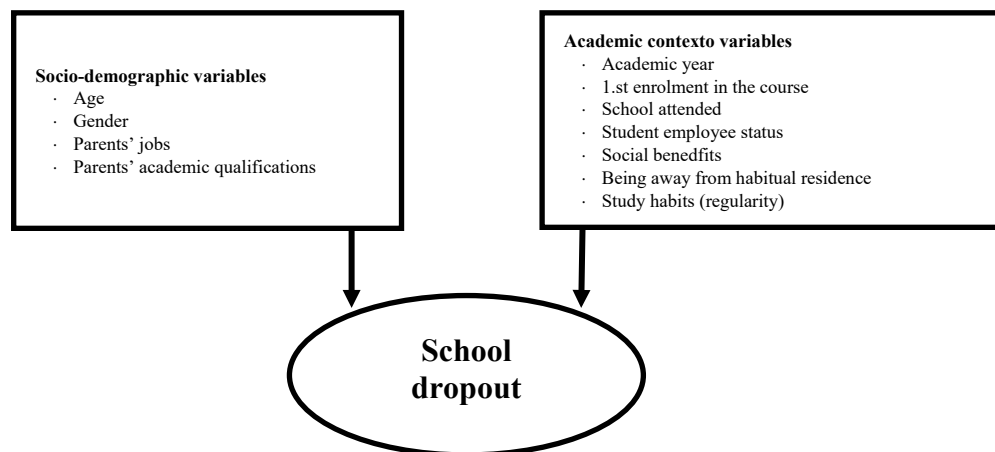 Socio-demographic variables
· Age
· Gender
· Parents’ jobs
· Parents’ academic qualifications
Academic contexto variables
· Academic year
· 1.st enrolment in the course
· School attended
· Student employee status
· Social benedfits
· Being away from habitual residence
· Study habits (regularity)
School
dropout